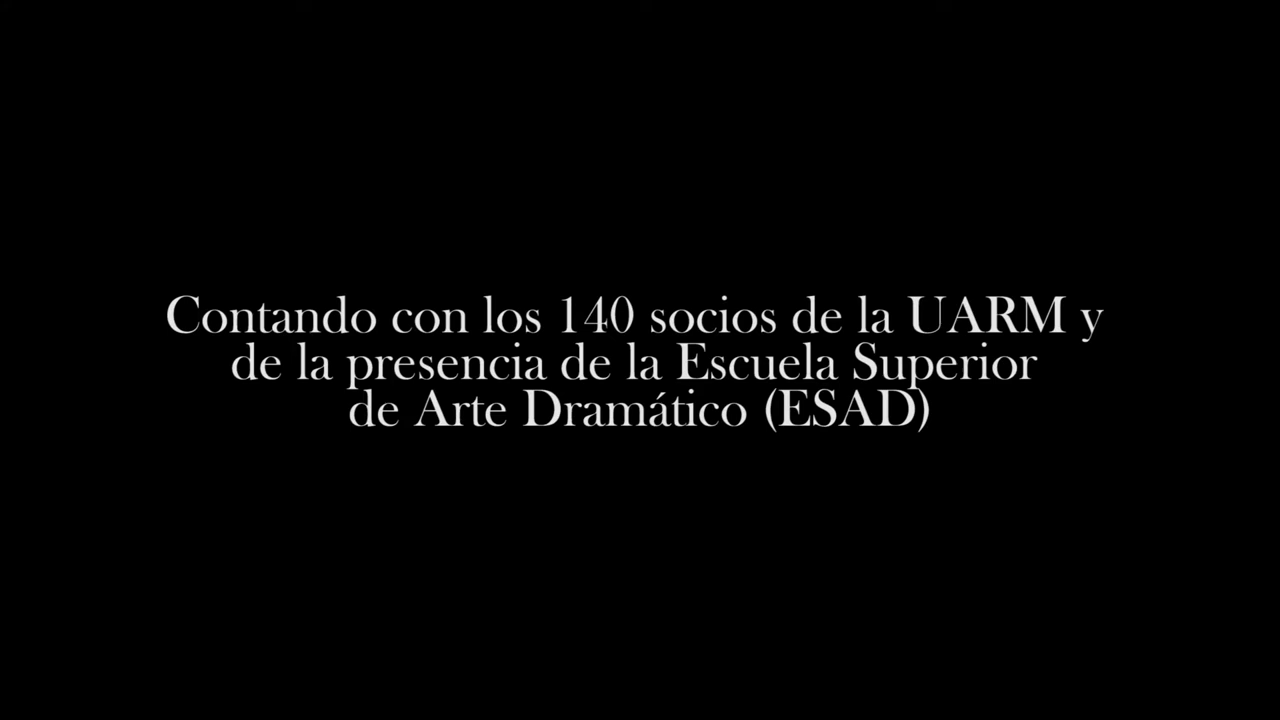 Contando con los 140 socios de la UARM y
de la presencia de la Escuela Superior
de Arte Dramático (ESAD)